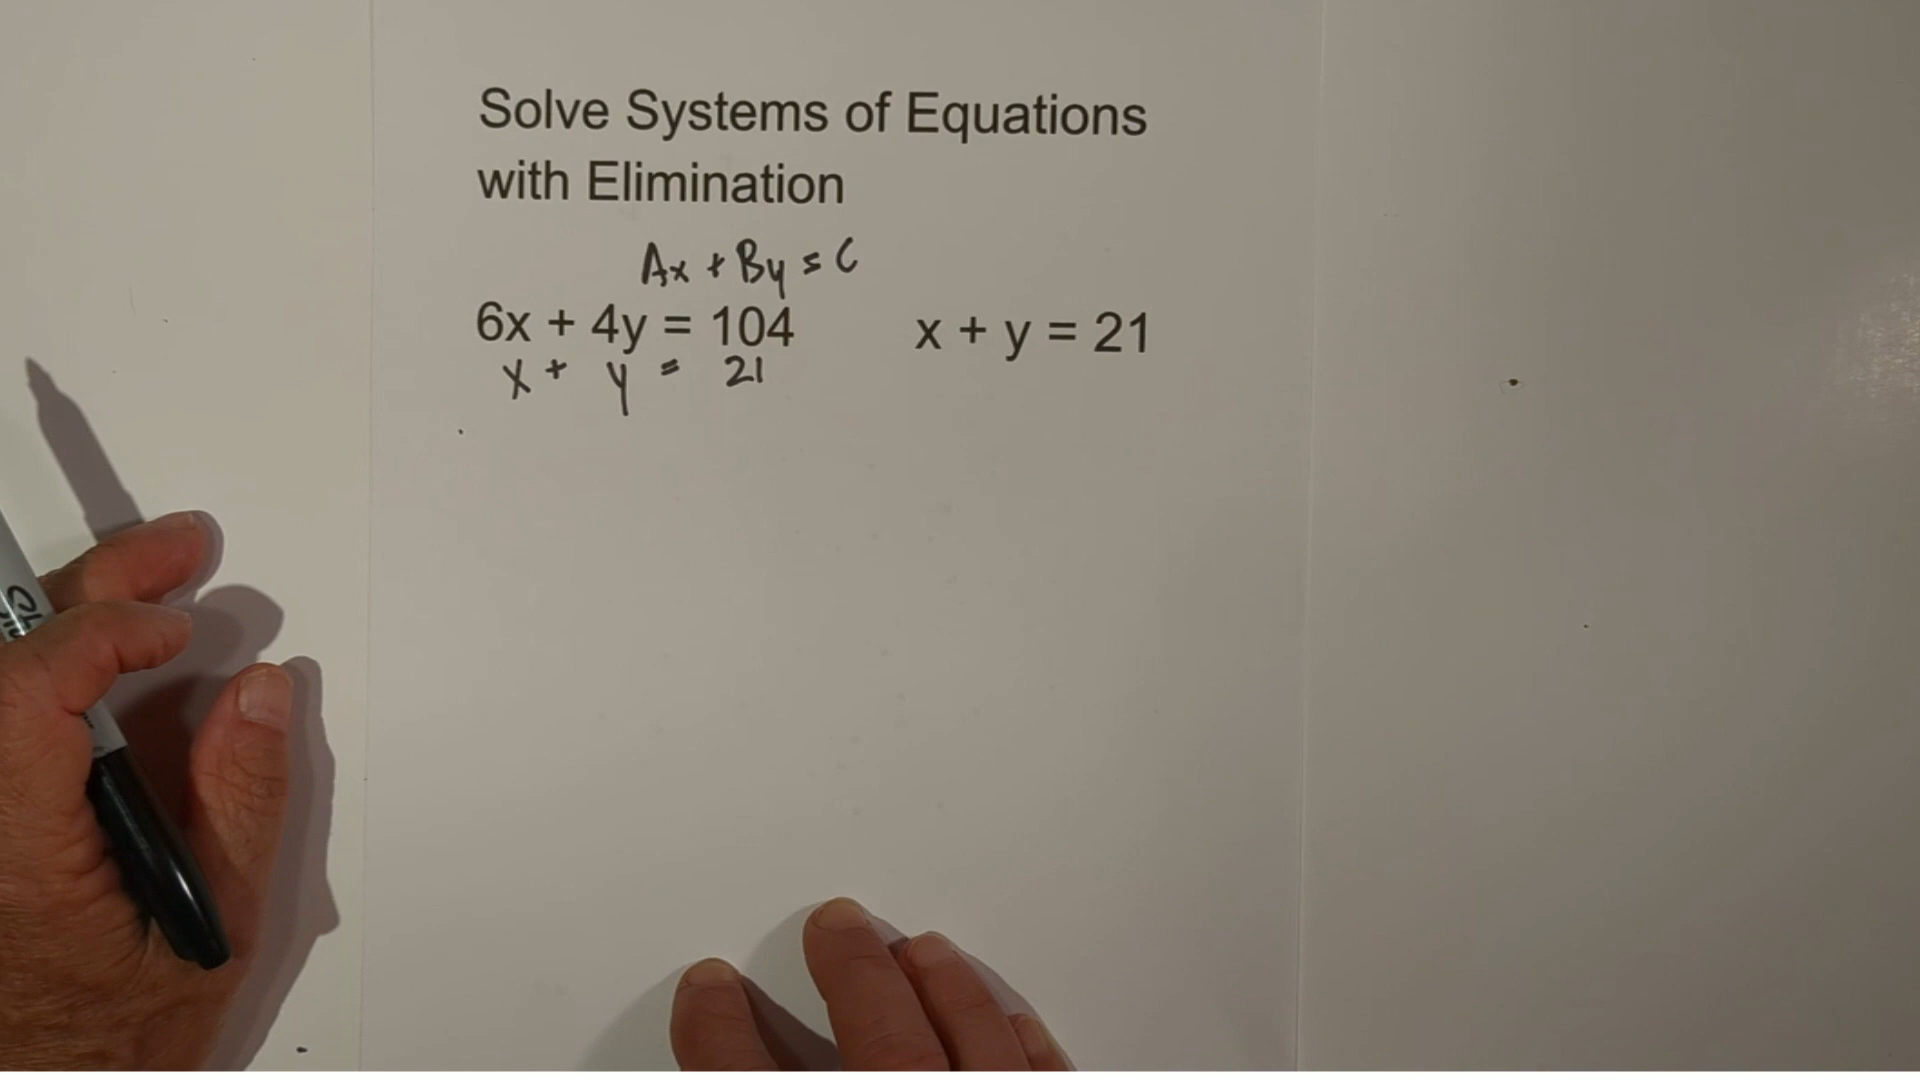 Solve Systems of Equations
with Elimination
Ax + By = C
6x + 4y = 104 x + y = 21
x + y = 21